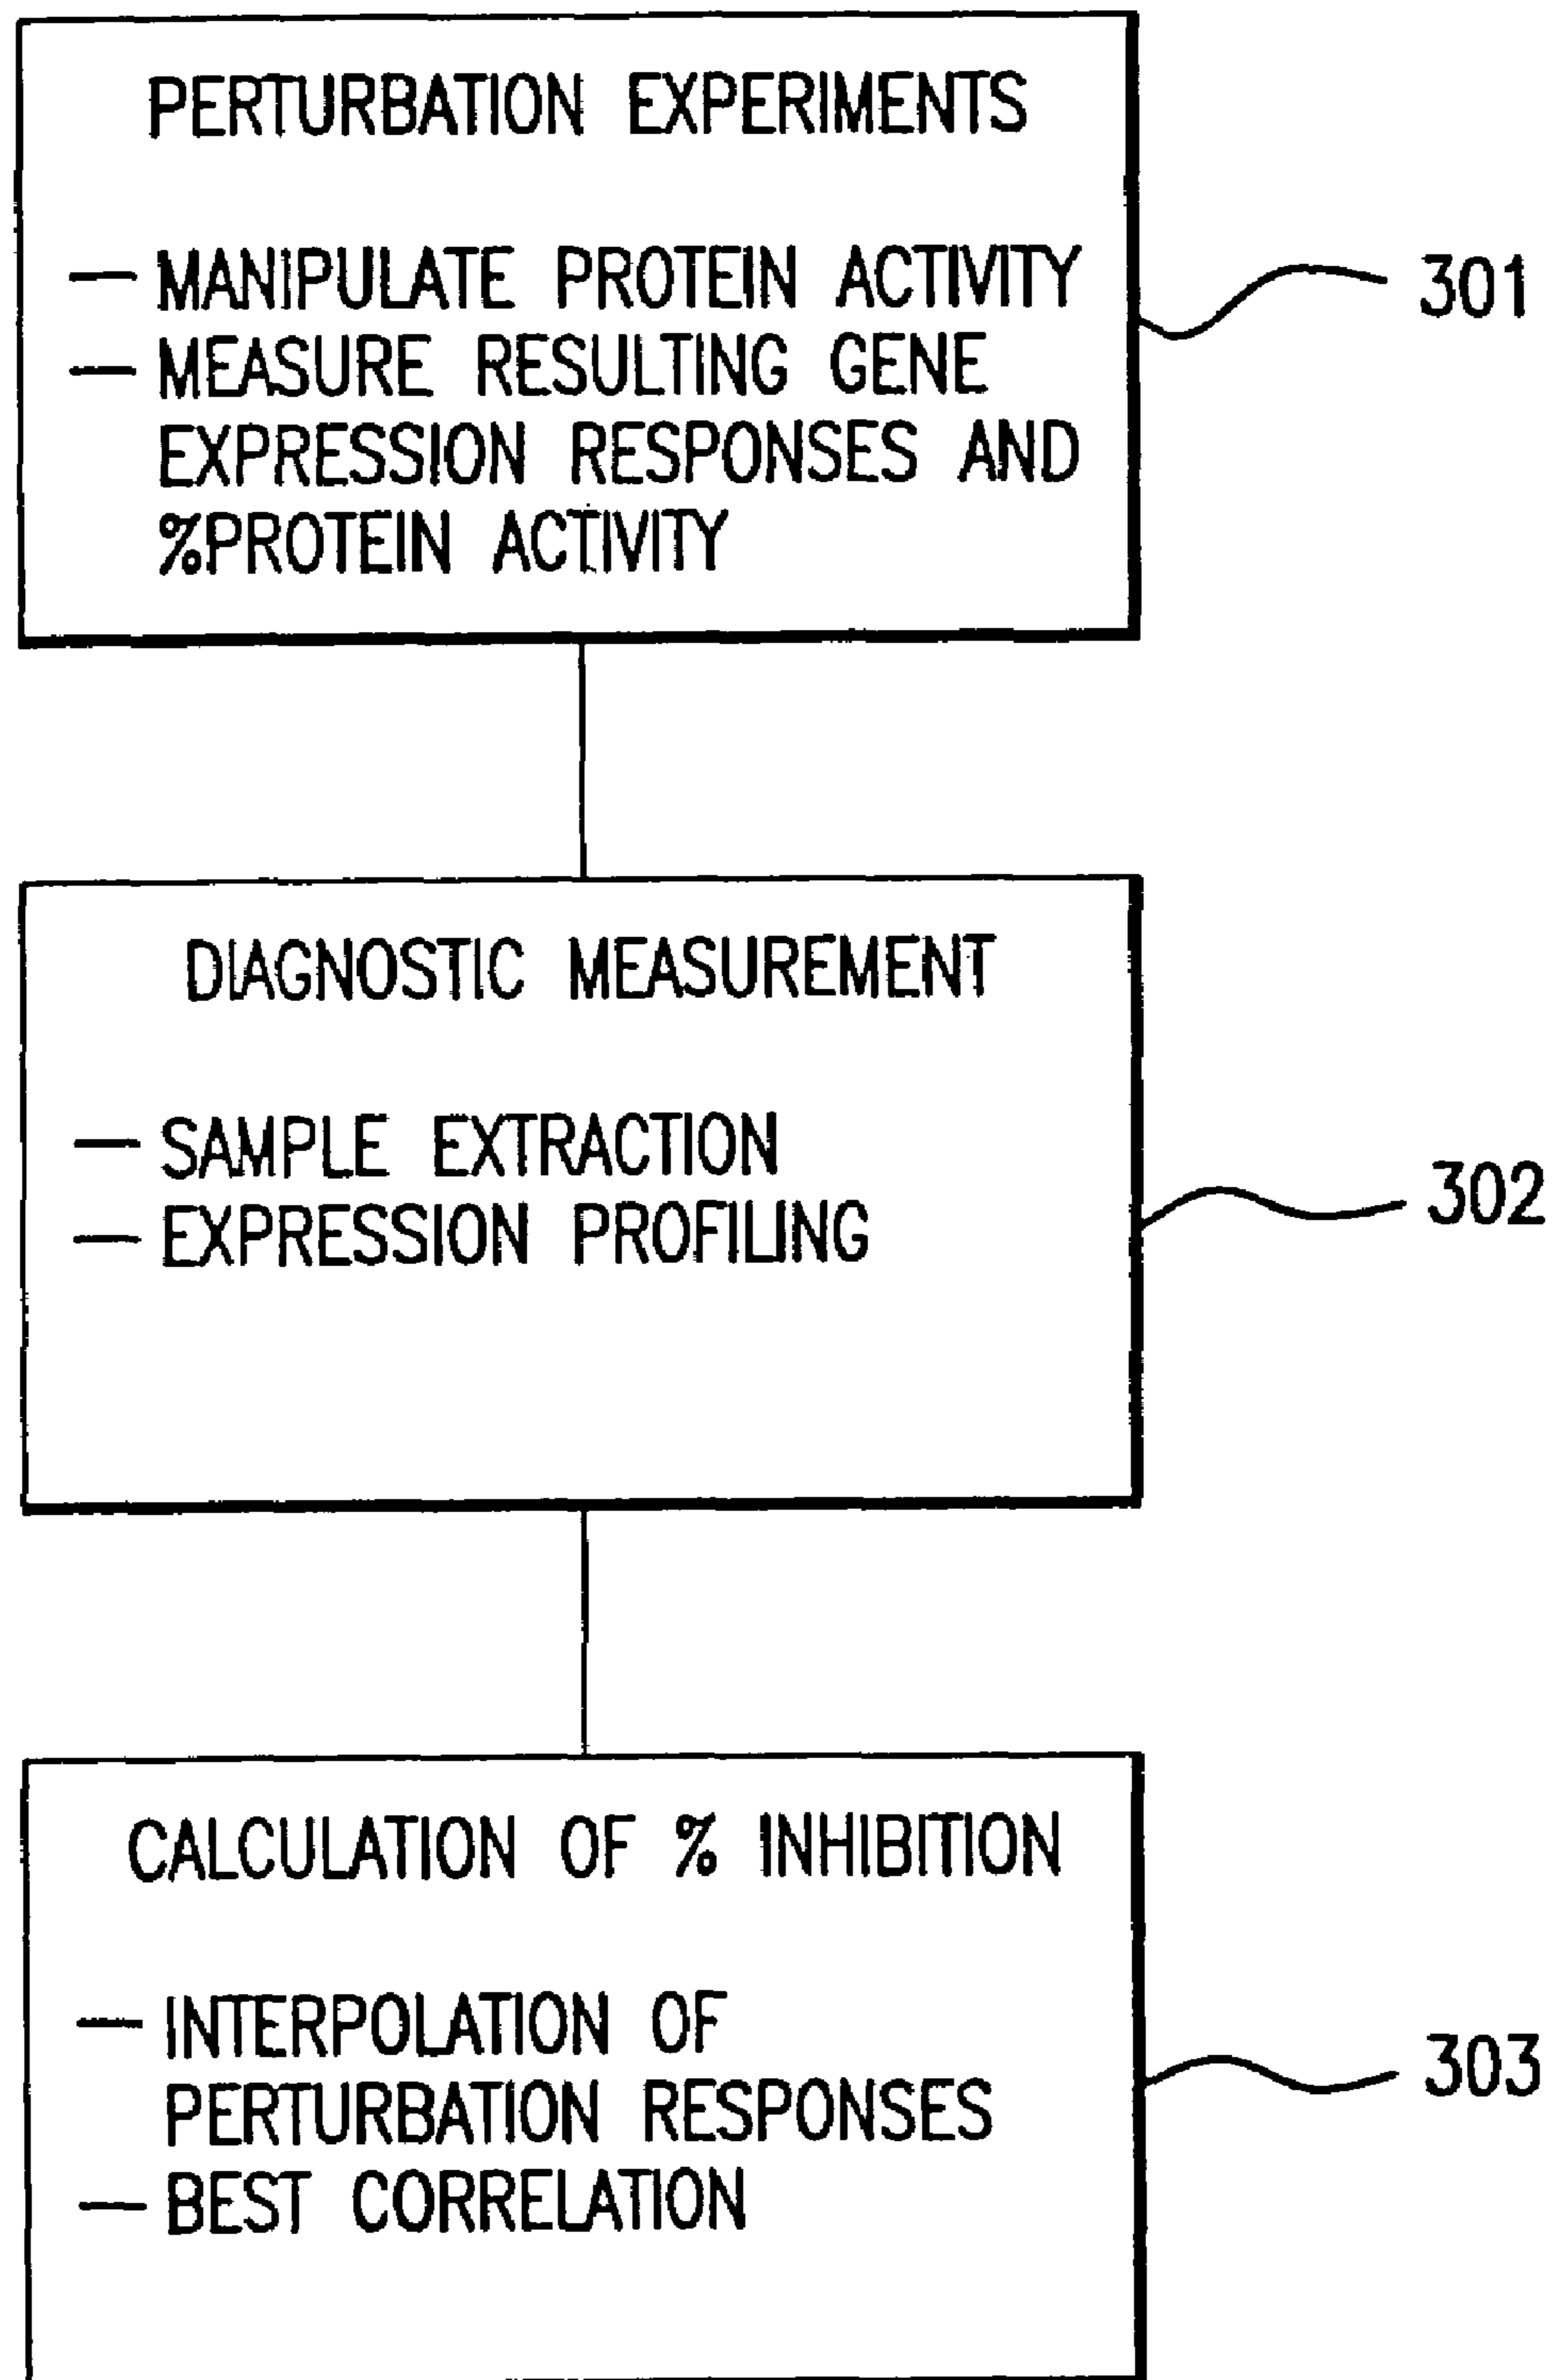 PERTURBATION EXPERIMENTS
— MANIPULATE PROTEIN ACTIVITY
— MEASURE RESULTING GENE
EXPRESSION RESPONSES AND
%PROTEIN ACTIVITY
301
DIAGNOSTIC MEASUREMENT
— SAMPLE EXTRACTION
— EXPRESSION PROFILING
302
CALCULATION OF % INHIBITION
— INTERPOLATION OF
PERTURBATION RESPONSES
— BEST CORRELATION
303